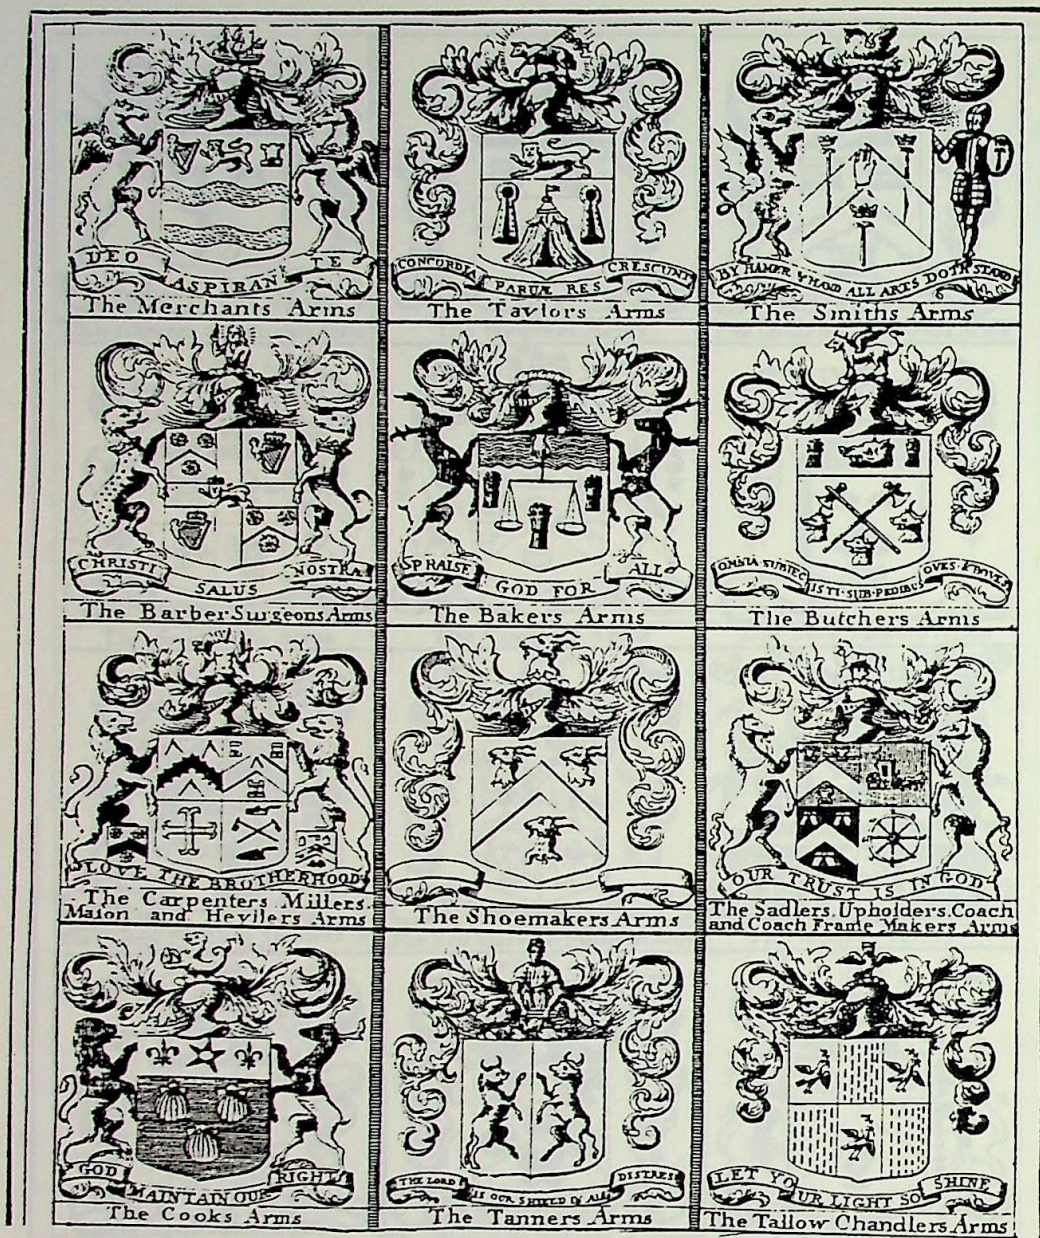 DEO ASPIRAN TE
The Merchants Arms
CONCORDIA PARUÆ RES CRESCUNT
The Taylors Arms
BY HAMER & HAND ALL ARTS DOTH STAND
The Smiths Arms
CHRISTI SALUS NOSTRA
The Barber-Surgeons Arms
PRAISE GOD FOR ALL
The Bakers Arms
OMNIA SUBIEC ISTI·SUB·PEDIBUS OVES & BOVES
The Butchers Arms
LOVE THE BROTHERHOOD
The Carpenters Millers.
Mason and Heyllers Arms
The Shoemakers Arms
OUR TRUST IS IN GOD
The Sadlers. Upholders. Coach
and Coach Frame Makers Arms
GOD MAINTAIN OUR RIGHT
The Cooks Arms
THE LORD IS OUR SHIELD IN ALL DISTRESS
The Tanners Arms
LET YOUR LIGHT SO SHINE
The Tallow Chandlers Arms